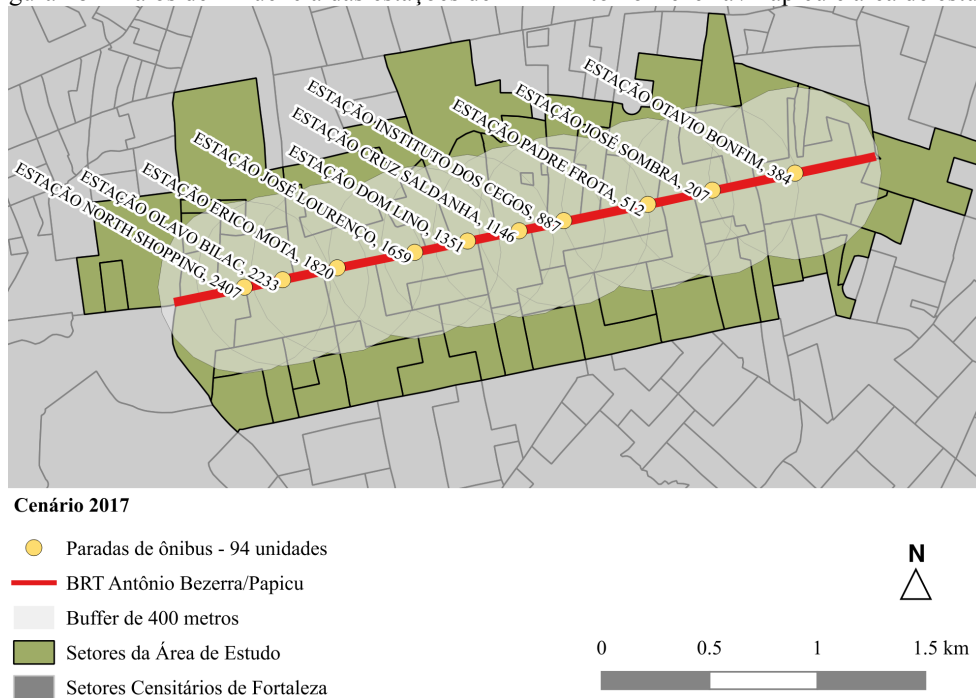 ESTAÇÃO OTAVIO BONFIM, 384
ESTAÇÃO JOSÉ SOMBRA, 207
ESTAÇÃO PADRE FROTA, 512
ESTAÇÃO INSTITUTO DOS CEGOS, 887
ESTAÇÃO CRUZ SALDANHA, 1146
ESTAÇÃO DOM LINO, 1351
ESTAÇÃO JOSÉ LOURENÇO, 1659
ESTAÇÃO ERICO MOTA, 1820
ESTAÇÃO OLAVO BILAC, 2233
ESTAÇÃO NORTH SHOPPING, 2407
Cenário 2017
Paradas de ônibus - 94 unidades
BRT Antônio Bezerra/Papicu
Buffer de 400 metros
Setores da Área de Estudo
Setores Censitários de Fortaleza
N
0 0.5 1 1.5 km